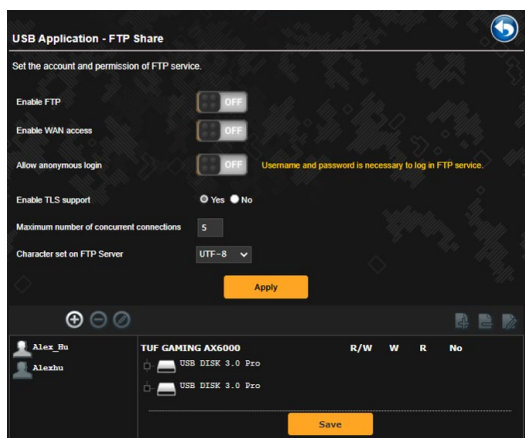 USB Application - FTP Share
Set the account and permission of FTP service.
Enable FTP OFF
Enable WAN access OFF
Allow anonymous login OFF Username and password is necessary to log in FTP service.
Enable TLS support Yes No
Maximum number of concurrent connections 5
Character set on FTP Server UTF-8
Apply
Alex_Hu
Alexhu
TUF GAMING AX6000 R/W W R No
USB DISK 3.0 Pro
USB DISK 3.0 Pro
Save